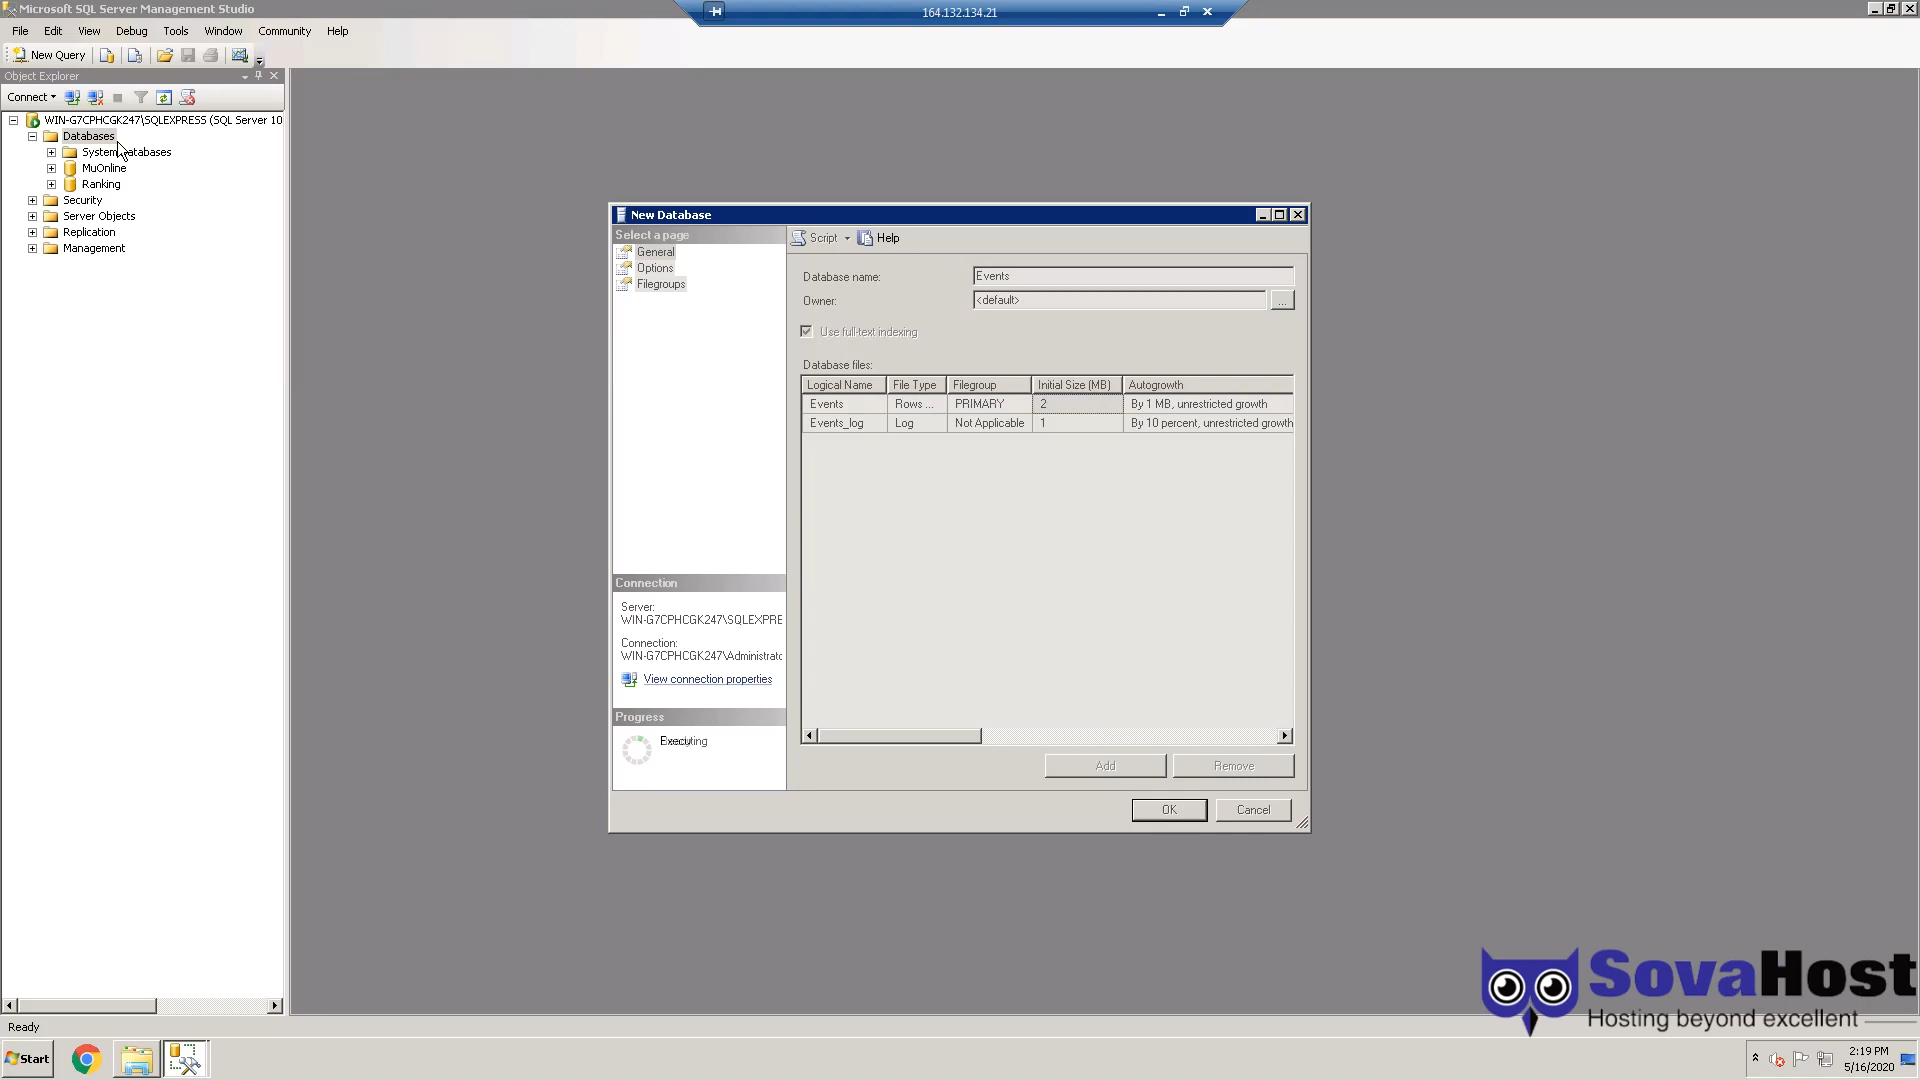 Microsoft SQL Server Management Studio
164.132.134.21
File Edit View Debug Tools Window Community Help
New Query
Object Explorer
Connect
WIN-G7CPHCGK247\SQLEXPRESS (SQL Server 10
Databases
System Databases
MuOnline
Ranking
Security
Server Objects
Replication
Management
New Database
Select a page
General
Options
Filegroups
Script Help
Database name: Events
Owner: <default> ...
Use full-text indexing
Database files:
Logical Name File Type Filegroup Initial Size (MB) Autogrowth
Events Rows ... PRIMARY 2 By 1 MB, unrestricted growth
Events_log Log Not Applicable 1 By 10 percent, unrestricted growth
Connection
Server:
WIN-G7CPHCGK247\SQLEXPRE
Connection:
WIN-G7CPHCGK247\Administrato
View connection properties
Progress
Executing
Add Remove
OK Cancel
SovaHost
Hosting beyond excellent
Ready
Start
2:19 PM
5/16/2020